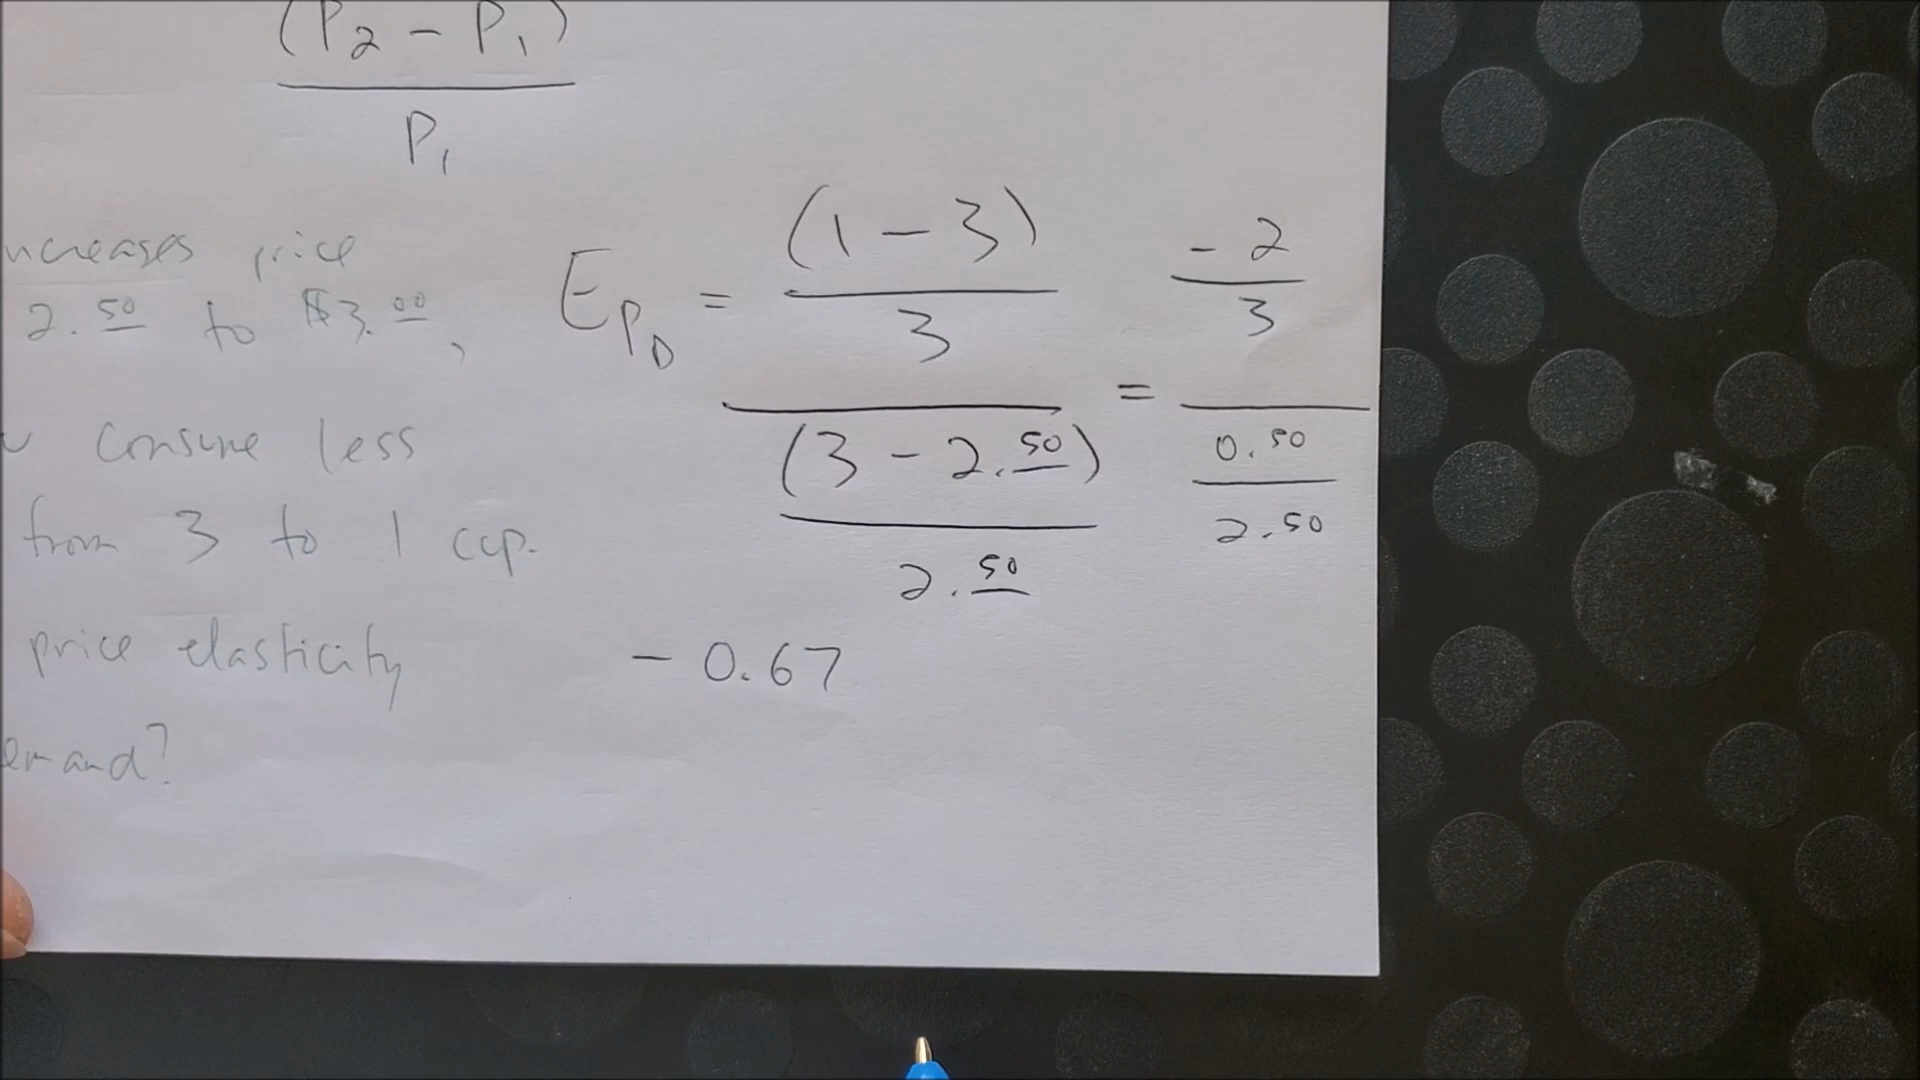 (P2 - P1)
P1
ncreases price
2.50 to $3.00,
consume less
from 3 to 1 cup.
price elasticity
emand?
EPD = (1 - 3)
3
(3 - 2.50)
2.50
= - 2
3
0.50
2.50
- 0.67